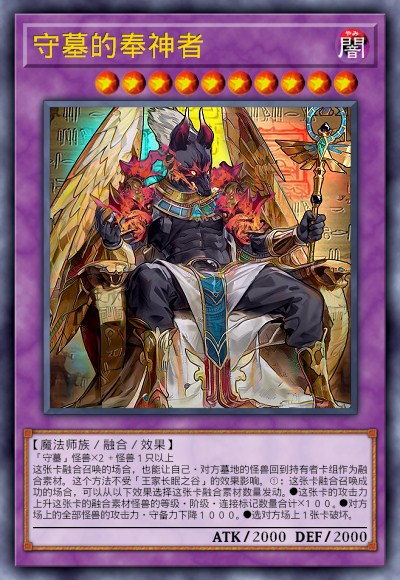 守墓的奉神者
やみ
闇
【魔法师族／融合／效果】
「守墓」怪兽×2＋怪兽１只以上
这张卡融合召唤的场合，也能让自己·对方墓地的怪兽回到持有者卡组作为融
合素材。这个方法不受「王家长眠之谷」的效果影响。①：这张卡融合召唤成
功的场合，可以从以下效果选择这张卡融合素材数量发动。●这张卡的攻击力
上升这张卡的融合素材怪兽的等级·阶级·连接标记数量合计×１００。●对方
场上的全部怪兽的攻击力·守备力下降１０００。●选对方场上１张卡破坏。
ATK/2000 DEF/2000